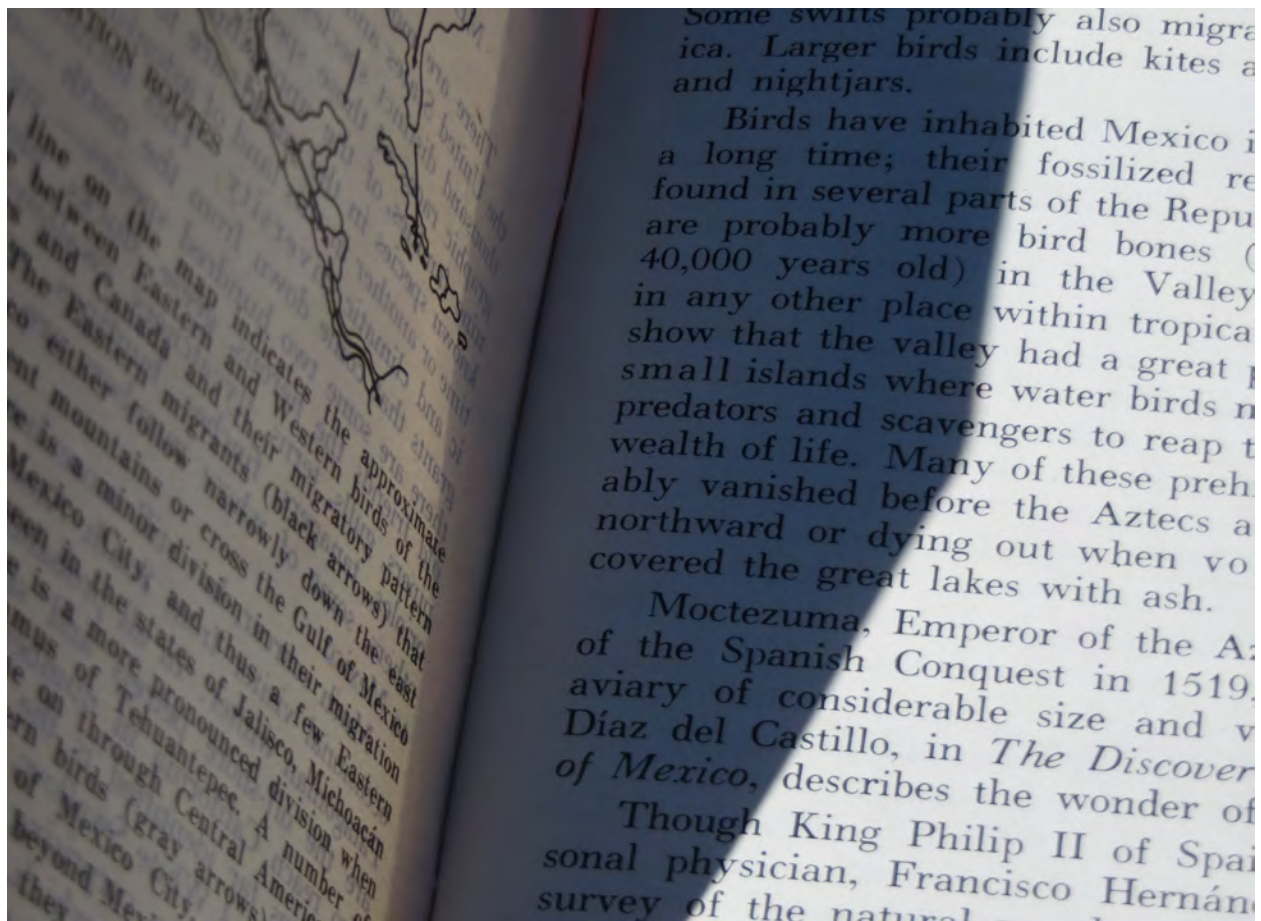 ATION ROUTES
line on the map indicates the approximate
between Eastern and Western birds of the
and Canada and their migratory pattern
The Eastern migrants (black arrows) that
either follow narrowly down the east
mountains or cross the Gulf of Mexico
is a minor division in their migration
Mexico City, and thus a few Eastern
in the states of Jalisco, Michoacán
is a more pronounced division when
of Tehuantepec. A number of
on through Central America
birds (gray arrows)
of Mexico City,
beyond
they
Some swifts probably also migra
ica. Larger birds include kites a
and nightjars.
Birds have inhabited Mexico i
a long time; their fossilized re
found in several parts of the Repu
are probably more bird bones (
40,000 years old) in the Valley
in any other place within tropica
show that the valley had a great p
small islands where water birds n
predators and scavengers to reap t
wealth of life. Many of these preh
ably vanished before the Aztecs a
northward or dying out when vo
covered the great lakes with ash.
Moctezuma, Emperor of the Az
of the Spanish Conquest in 1519,
aviary of considerable size and v
Díaz del Castillo, in The Discover
of Mexico, describes the wonder of
Though King Philip II of Spai
sonal physician, Francisco Hernán
survey of the natural